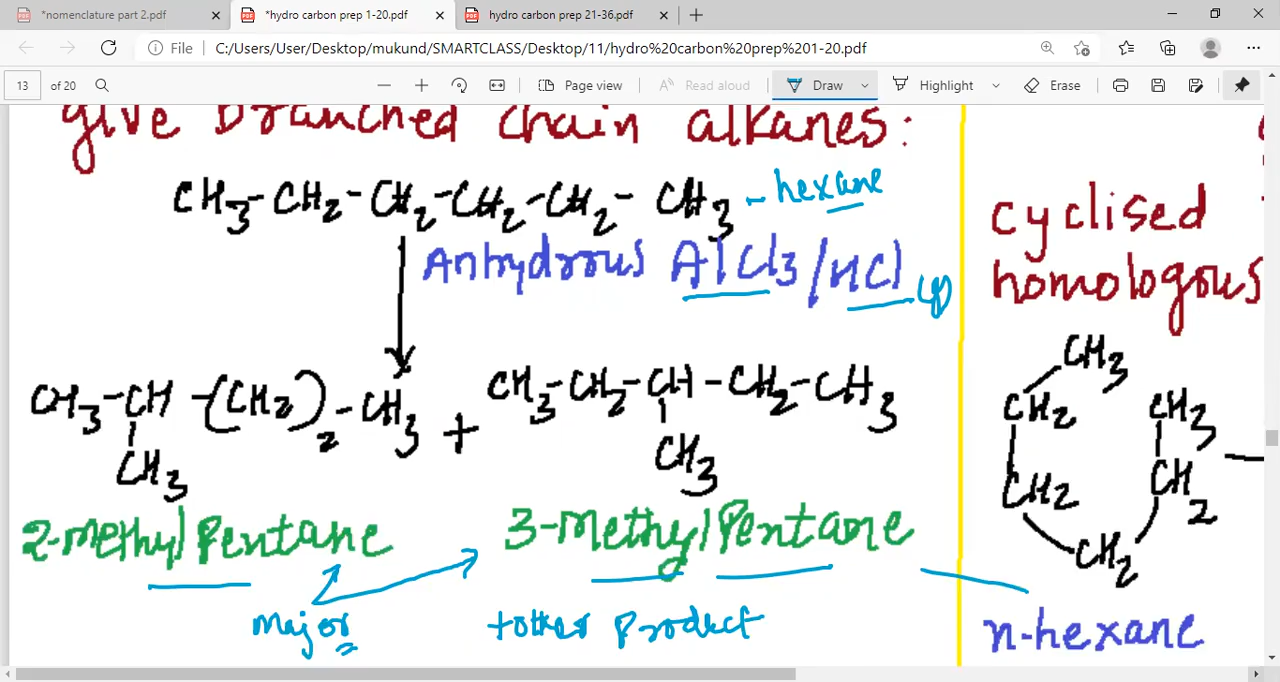 *nomenclature part 2.pdf
*hydro carbon prep 1-20.pdf
hydro carbon prep 21-36.pdf
File
C:/Users/User/Desktop/mukund/SMARTCLASS/Desktop/11/hydro%20carbon%20prep%201-20.pdf
13 of 20
Page view
Read aloud
Draw
Highlight
Erase
give branched chain alkanes:
CH3-CH2-CH2-CH2-CH2-CH3 - hexane
Anhydrous AlCl3/HCl (g)
CH3-CH-(CH2)2-CH3 + CH3-CH2-CH-CH2-CH3
CH3
CH3
2-methylPentane
3-methylPentane
major
+other product
cyclised
homologous
CH3
CH2
CH3
CH2
CH2
CH2
n-hexane